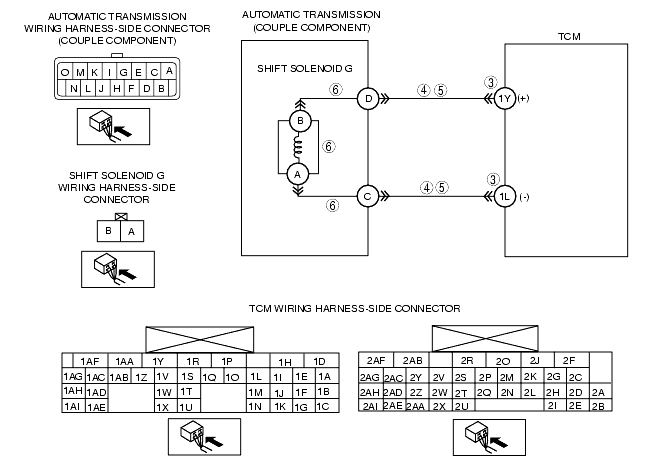 AUTOMATIC TRANSMISSION
WIRING HARNESS-SIDE CONNECTOR
(COUPLE COMPONENT)
O M K I G E C A
N L J H F D B
SHIFT SOLENOID G
WIRING HARNESS-SIDE
CONNECTOR
B A
AUTOMATIC TRANSMISSION
(COUPLE COMPONENT)
TCM
SHIFT SOLENOID G
⑥ D ④ ⑤ ③ 1Y (+)
B
⑥
A
⑥ C ④ ⑤ ③ 1L (-)
TCM WIRING HARNESS-SIDE CONNECTOR
1AF 1AA 1Y 1R 1P 1H 1D
1AG 1AC 1AB 1Z 1V 1S 1Q 1O 1L 1I 1E 1A
1AH 1AD 1W 1T 1M 1J 1F 1B
1AI 1AE 1X 1U 1N 1K 1G 1C
2AF 2AB 2R 2O 2J 2F
2AG 2AC 2Y 2V 2S 2P 2M 2K 2G 2C
2AH 2AD 2Z 2W 2T 2Q 2N 2L 2H 2D 2A
2AI 2AE 2AA 2X 2U 2I 2E 2B